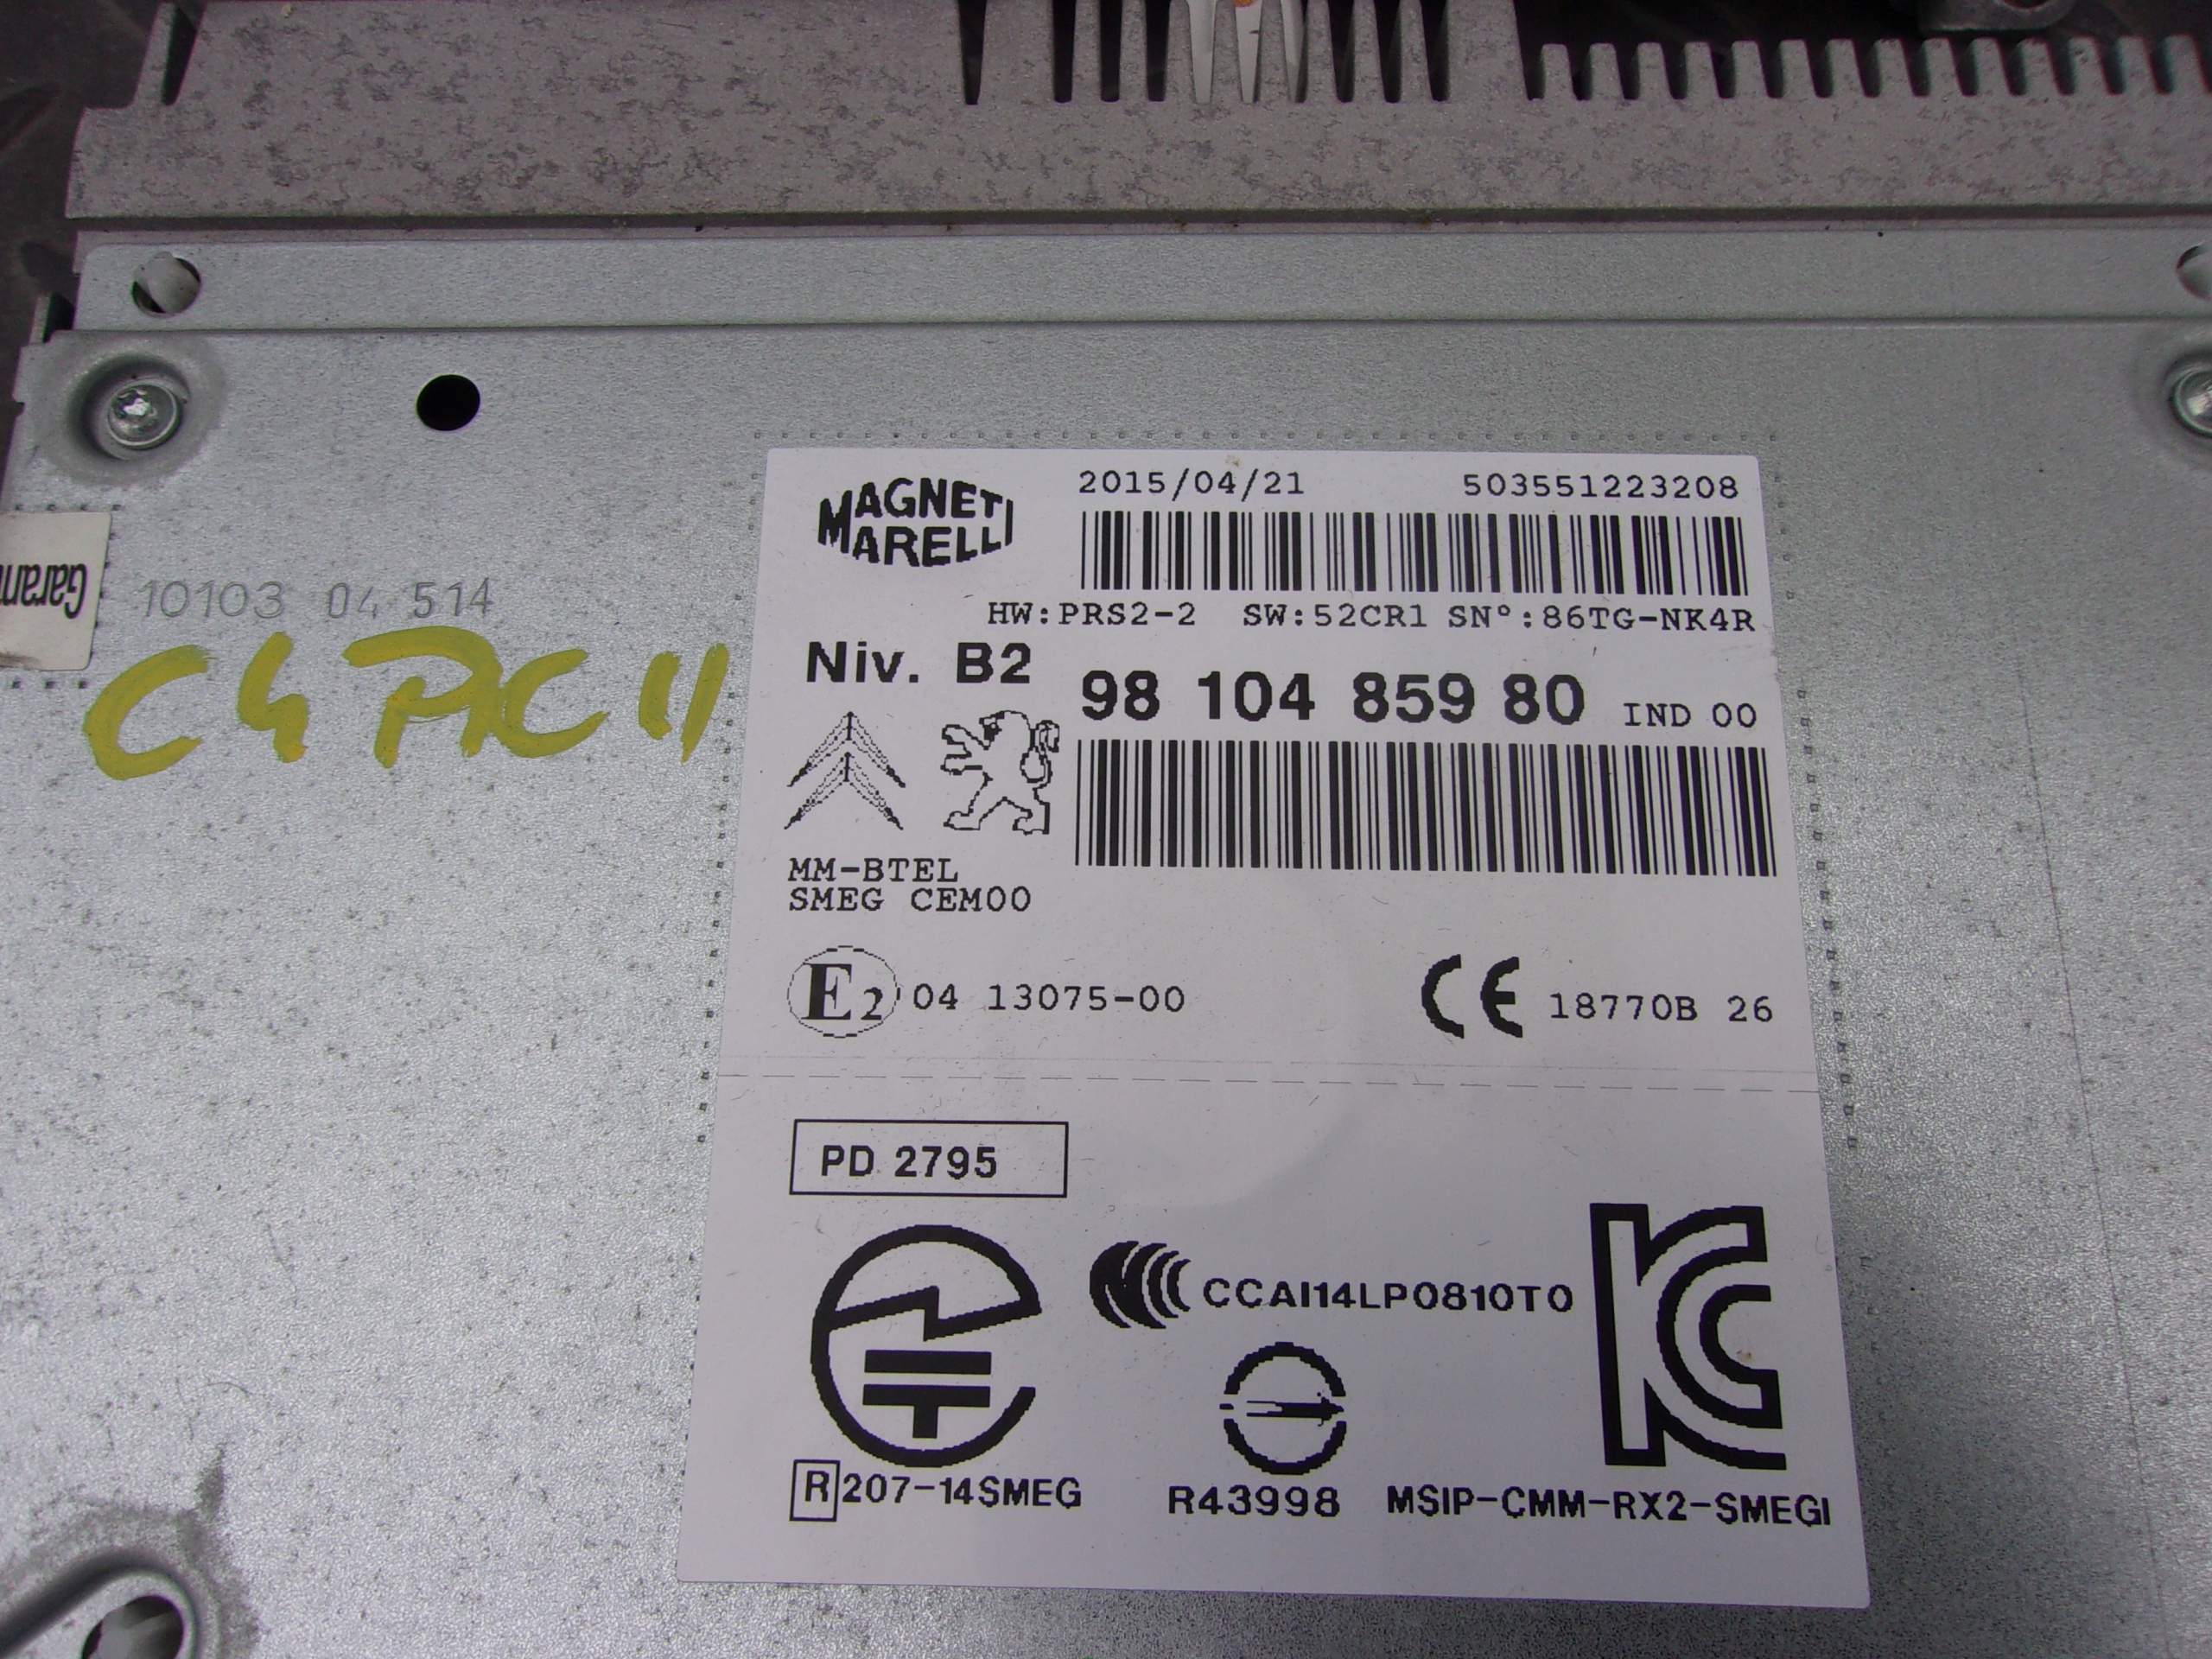 MAGNETI
MARELLI
2015/04/21 503551223208
HW:PRS2-2 SW:52CR1 SN°:86TG-NK4R
Niv. B2
98 104 859 80 IND 00
MM-BTEL
SMEG CEM00
E2 04 13075-00
CE 18770B 26
PD 2795
CCAI14LP0810T0
R 207-14SMEG
R43998
MSIP-CMM-RX2-SMEGI
KC
10103 04 514
C4 PIC II
Garan